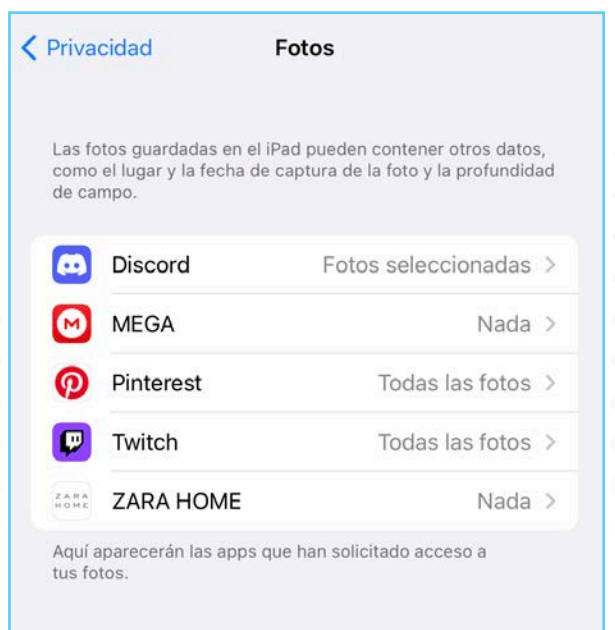 Privacidad Fotos
Las fotos guardadas en el iPad pueden contener otros datos,
como el lugar y la fecha de captura de la foto y la profundidad
de campo.
Discord Fotos seleccionadas
M MEGA Nada
Pinterest Todas las fotos
Twitch Todas las fotos
ZARA
HOME
ZARA HOME Nada
Aquí aparecerán las apps que han solicitado acceso a
tus fotos.